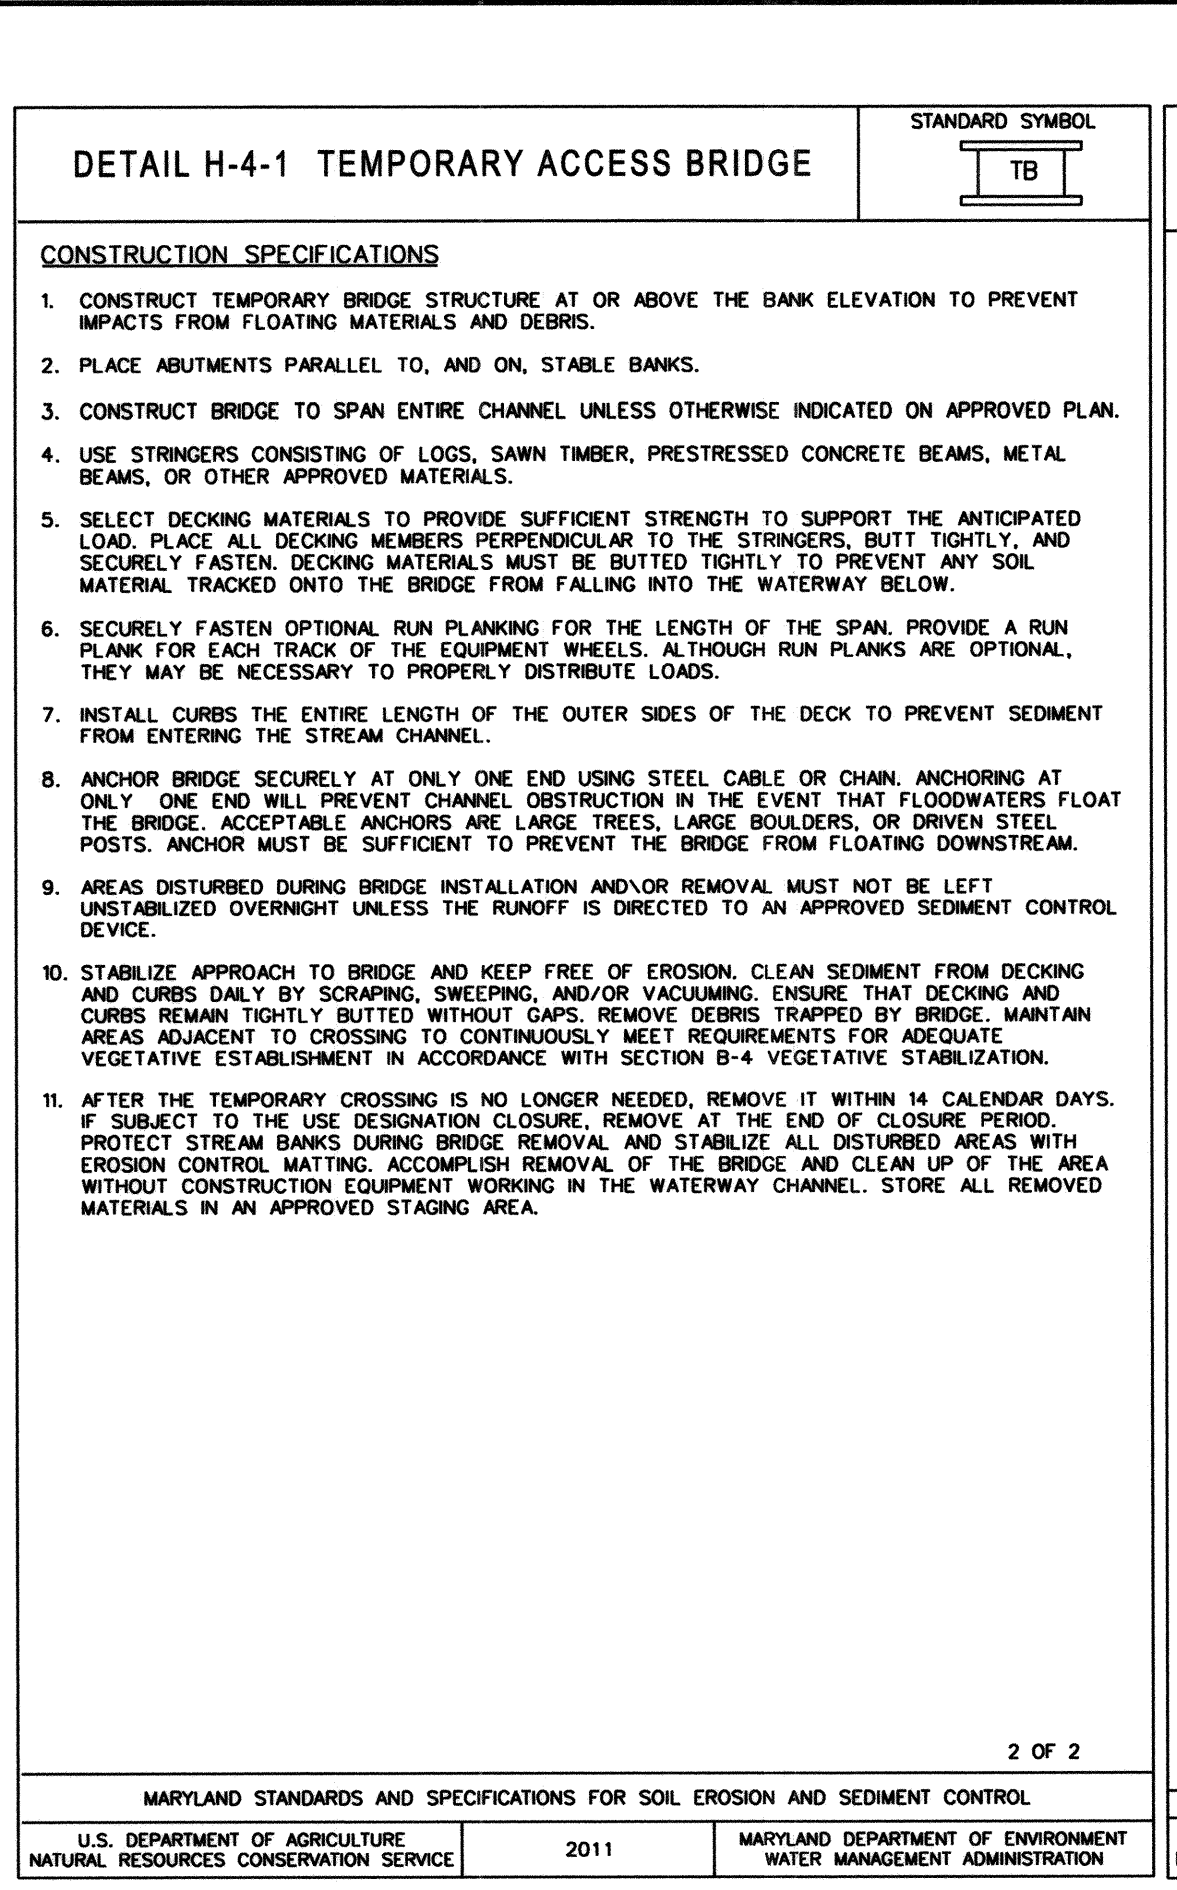 DETAIL H-4-1 TEMPORARY ACCESS BRIDGE
STANDARD SYMBOL
TB
CONSTRUCTION SPECIFICATIONS
1. CONSTRUCT TEMPORARY BRIDGE STRUCTURE AT OR ABOVE THE BANK ELEVATION TO PREVENT
IMPACTS FROM FLOATING MATERIALS AND DEBRIS.
2. PLACE ABUTMENTS PARALLEL TO, AND ON, STABLE BANKS.
3. CONSTRUCT BRIDGE TO SPAN ENTIRE CHANNEL UNLESS OTHERWISE INDICATED ON APPROVED PLAN.
4. USE STRINGERS CONSISTING OF LOGS, SAWN TIMBER, PRESTRESSED CONCRETE BEAMS, METAL
BEAMS, OR OTHER APPROVED MATERIALS.
5. SELECT DECKING MATERIALS TO PROVIDE SUFFICIENT STRENGTH TO SUPPORT THE ANTICIPATED
LOAD. PLACE ALL DECKING MEMBERS PERPENDICULAR TO THE STRINGERS, BUTT TIGHTLY, AND
SECURELY FASTEN. DECKING MATERIALS MUST BE BUTTED TIGHTLY TO PREVENT ANY SOIL
MATERIAL TRACKED ONTO THE BRIDGE FROM FALLING INTO THE WATERWAY BELOW.
6. SECURELY FASTEN OPTIONAL RUN PLANKING FOR THE LENGTH OF THE SPAN. PROVIDE A RUN
PLANK FOR EACH TRACK OF THE EQUIPMENT WHEELS. ALTHOUGH RUN PLANKS ARE OPTIONAL,
THEY MAY BE NECESSARY TO PROPERLY DISTRIBUTE LOADS.
7. INSTALL CURBS THE ENTIRE LENGTH OF THE OUTER SIDES OF THE DECK TO PREVENT SEDIMENT
FROM ENTERING THE STREAM CHANNEL.
8. ANCHOR BRIDGE SECURELY AT ONLY ONE END USING STEEL CABLE OR CHAIN. ANCHORING AT
ONLY ONE END WILL PREVENT CHANNEL OBSTRUCTION IN THE EVENT THAT FLOODWATERS FLOAT
THE BRIDGE. ACCEPTABLE ANCHORS ARE LARGE TREES, LARGE BOULDERS, OR DRIVEN STEEL
POSTS. ANCHOR MUST BE SUFFICIENT TO PREVENT THE BRIDGE FROM FLOATING DOWNSTREAM.
9. AREAS DISTURBED DURING BRIDGE INSTALLATION AND\OR REMOVAL MUST NOT BE LEFT
UNSTABILIZED OVERNIGHT UNLESS THE RUNOFF IS DIRECTED TO AN APPROVED SEDIMENT CONTROL
DEVICE.
10. STABILIZE APPROACH TO BRIDGE AND KEEP FREE OF EROSION. CLEAN SEDIMENT FROM DECKING
AND CURBS DAILY BY SCRAPING, SWEEPING, AND/OR VACUUMING. ENSURE THAT DECKING AND
CURBS REMAIN TIGHTLY BUTTED WITHOUT GAPS. REMOVE DEBRIS TRAPPED BY BRIDGE. MAINTAIN
AREAS ADJACENT TO CROSSING TO CONTINUOUSLY MEET REQUIREMENTS FOR ADEQUATE
VEGETATIVE ESTABLISHMENT IN ACCORDANCE WITH SECTION B-4 VEGETATIVE STABILIZATION.
11. AFTER THE TEMPORARY CROSSING IS NO LONGER NEEDED, REMOVE IT WITHIN 14 CALENDAR DAYS.
IF SUBJECT TO THE USE DESIGNATION CLOSURE, REMOVE AT THE END OF CLOSURE PERIOD.
PROTECT STREAM BANKS DURING BRIDGE REMOVAL AND STABILIZE ALL DISTURBED AREAS WITH
EROSION CONTROL MATTING. ACCOMPLISH REMOVAL OF THE BRIDGE AND CLEAN UP OF THE AREA
WITHOUT CONSTRUCTION EQUIPMENT WORKING IN THE WATERWAY CHANNEL. STORE ALL REMOVED
MATERIALS IN AN APPROVED STAGING AREA.
2 OF 2
MARYLAND STANDARDS AND SPECIFICATIONS FOR SOIL EROSION AND SEDIMENT CONTROL
U.S. DEPARTMENT OF AGRICULTURE
NATURAL RESOURCES CONSERVATION SERVICE
2011
MARYLAND DEPARTMENT OF ENVIRONMENT
WATER MANAGEMENT ADMINISTRATION